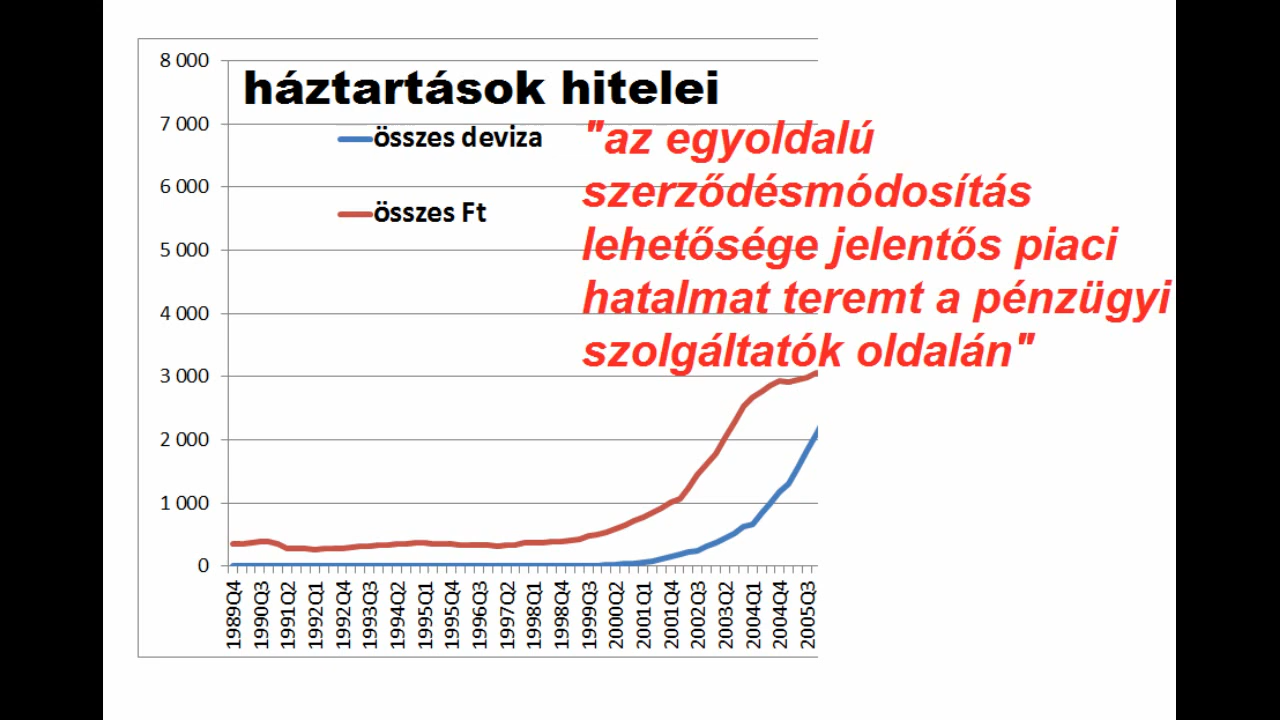 háztartások hitelei
összes deviza
összes Ft
"az egyoldalú
szerződésmódosítás
lehetősége jelentős piaci
hatalmat teremt a pénzügyi
szolgáltatók oldalán"
8 000
7 000
6 000
5 000
4 000
3 000
2 000
1 000
0
1989Q4
1990Q3
1991Q2
1992Q1
1992Q4
1993Q3
1994Q2
1995Q1
1995Q4
1996Q3
1997Q2
1998Q1
1998Q4
1999Q3
2000Q2
2001Q1
2001Q4
2002Q3
2003Q2
2004Q1
2004Q4
2005Q3